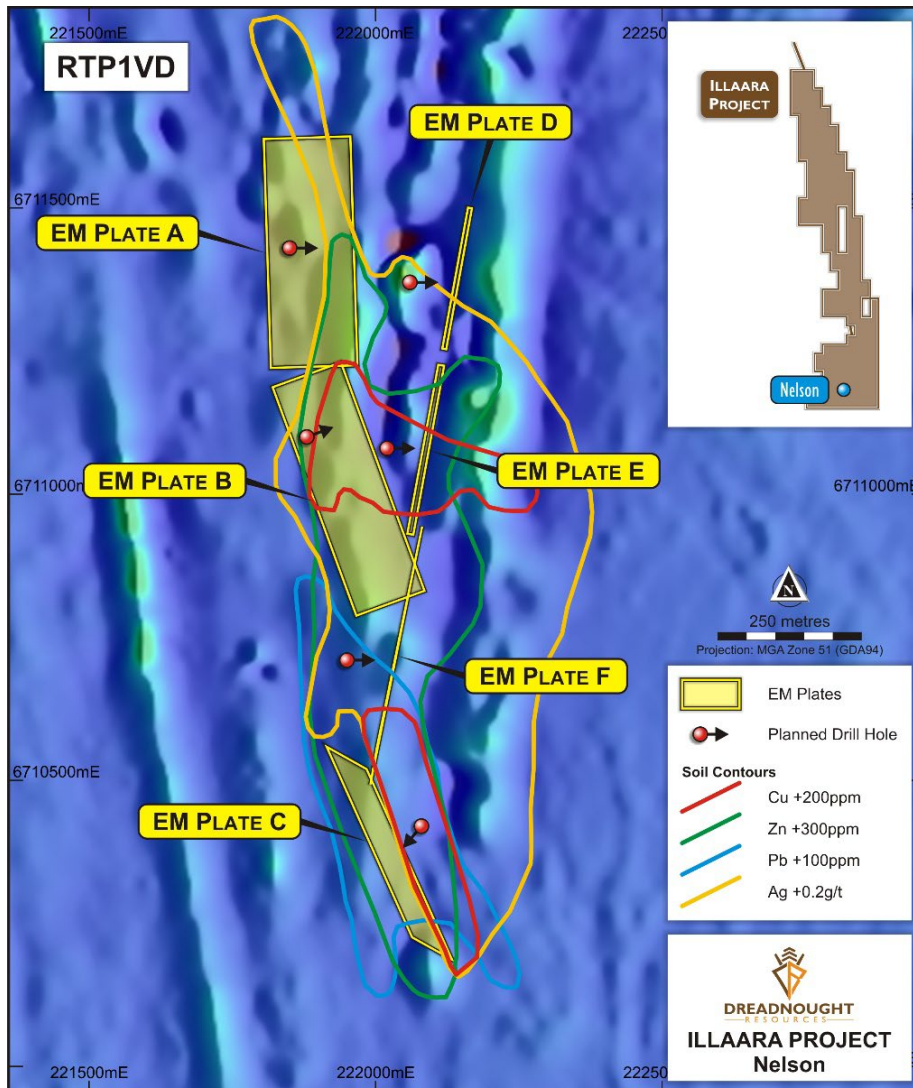 221500mE
222000mE
2225
RTP1VD
ILLAARA
PROJECT
Nelson
EM PLATE D
6711500mE
EM PLATE A
EM PLATE E
EM PLATE B
6711000mE
6711000mE
N
250 metres
Projection: MGA Zone 51 (GDA94)
EM PLATE F
6710500mE
EM PLATE C
EM Plates
Planned Drill Hole
Soil Contours
Cu +200ppm
Zn +300ppm
Pb +100ppm
Ag +0.2g/t
DREADNOUGHT
RESOURCES
ILLAARA PROJECT
Nelson
221500mE
222000mE
2225